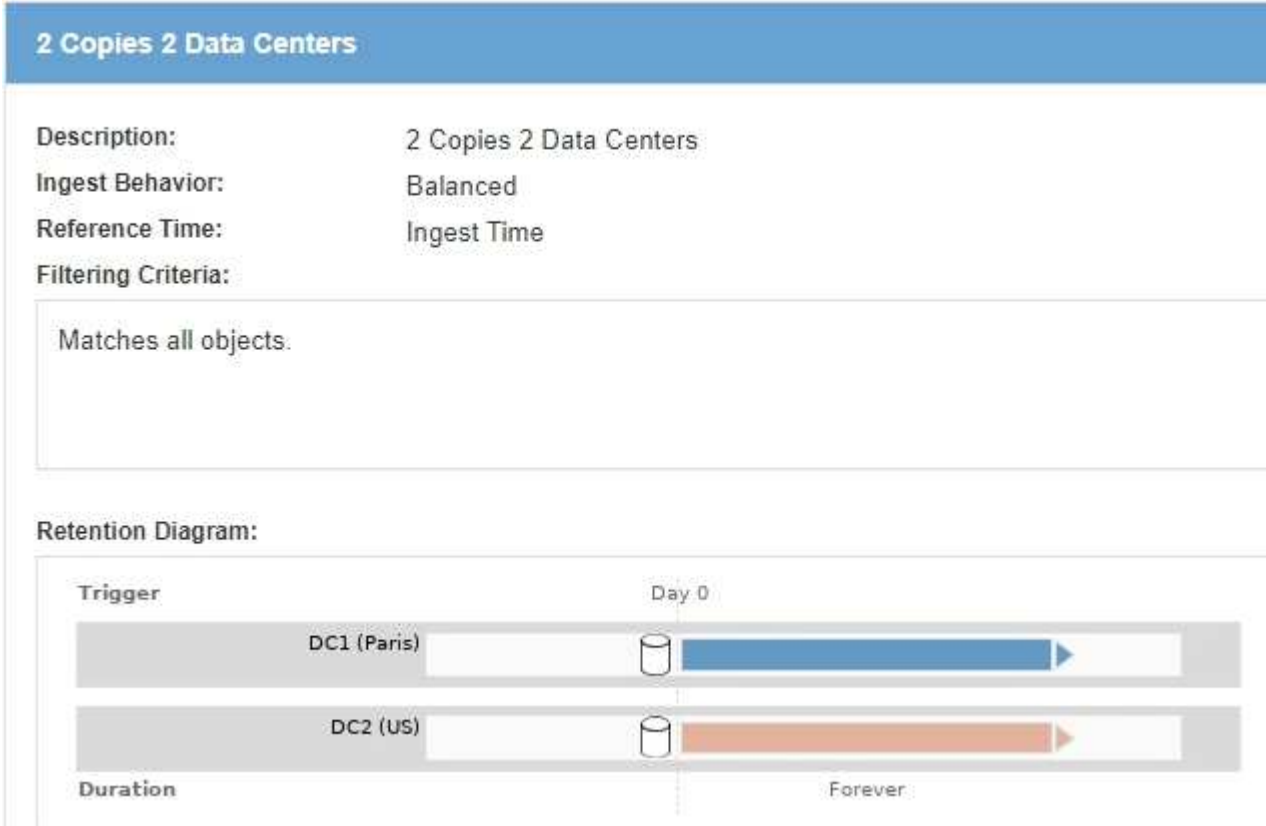 2 Copies 2 Data Centers
Description: 2 Copies 2 Data Centers
Ingest Behavior: Balanced
Reference Time: Ingest Time
Filtering Criteria:
Matches all objects.
Retention Diagram:
Trigger Day 0
DC1 (Paris)
DC2 (US)
Duration Forever